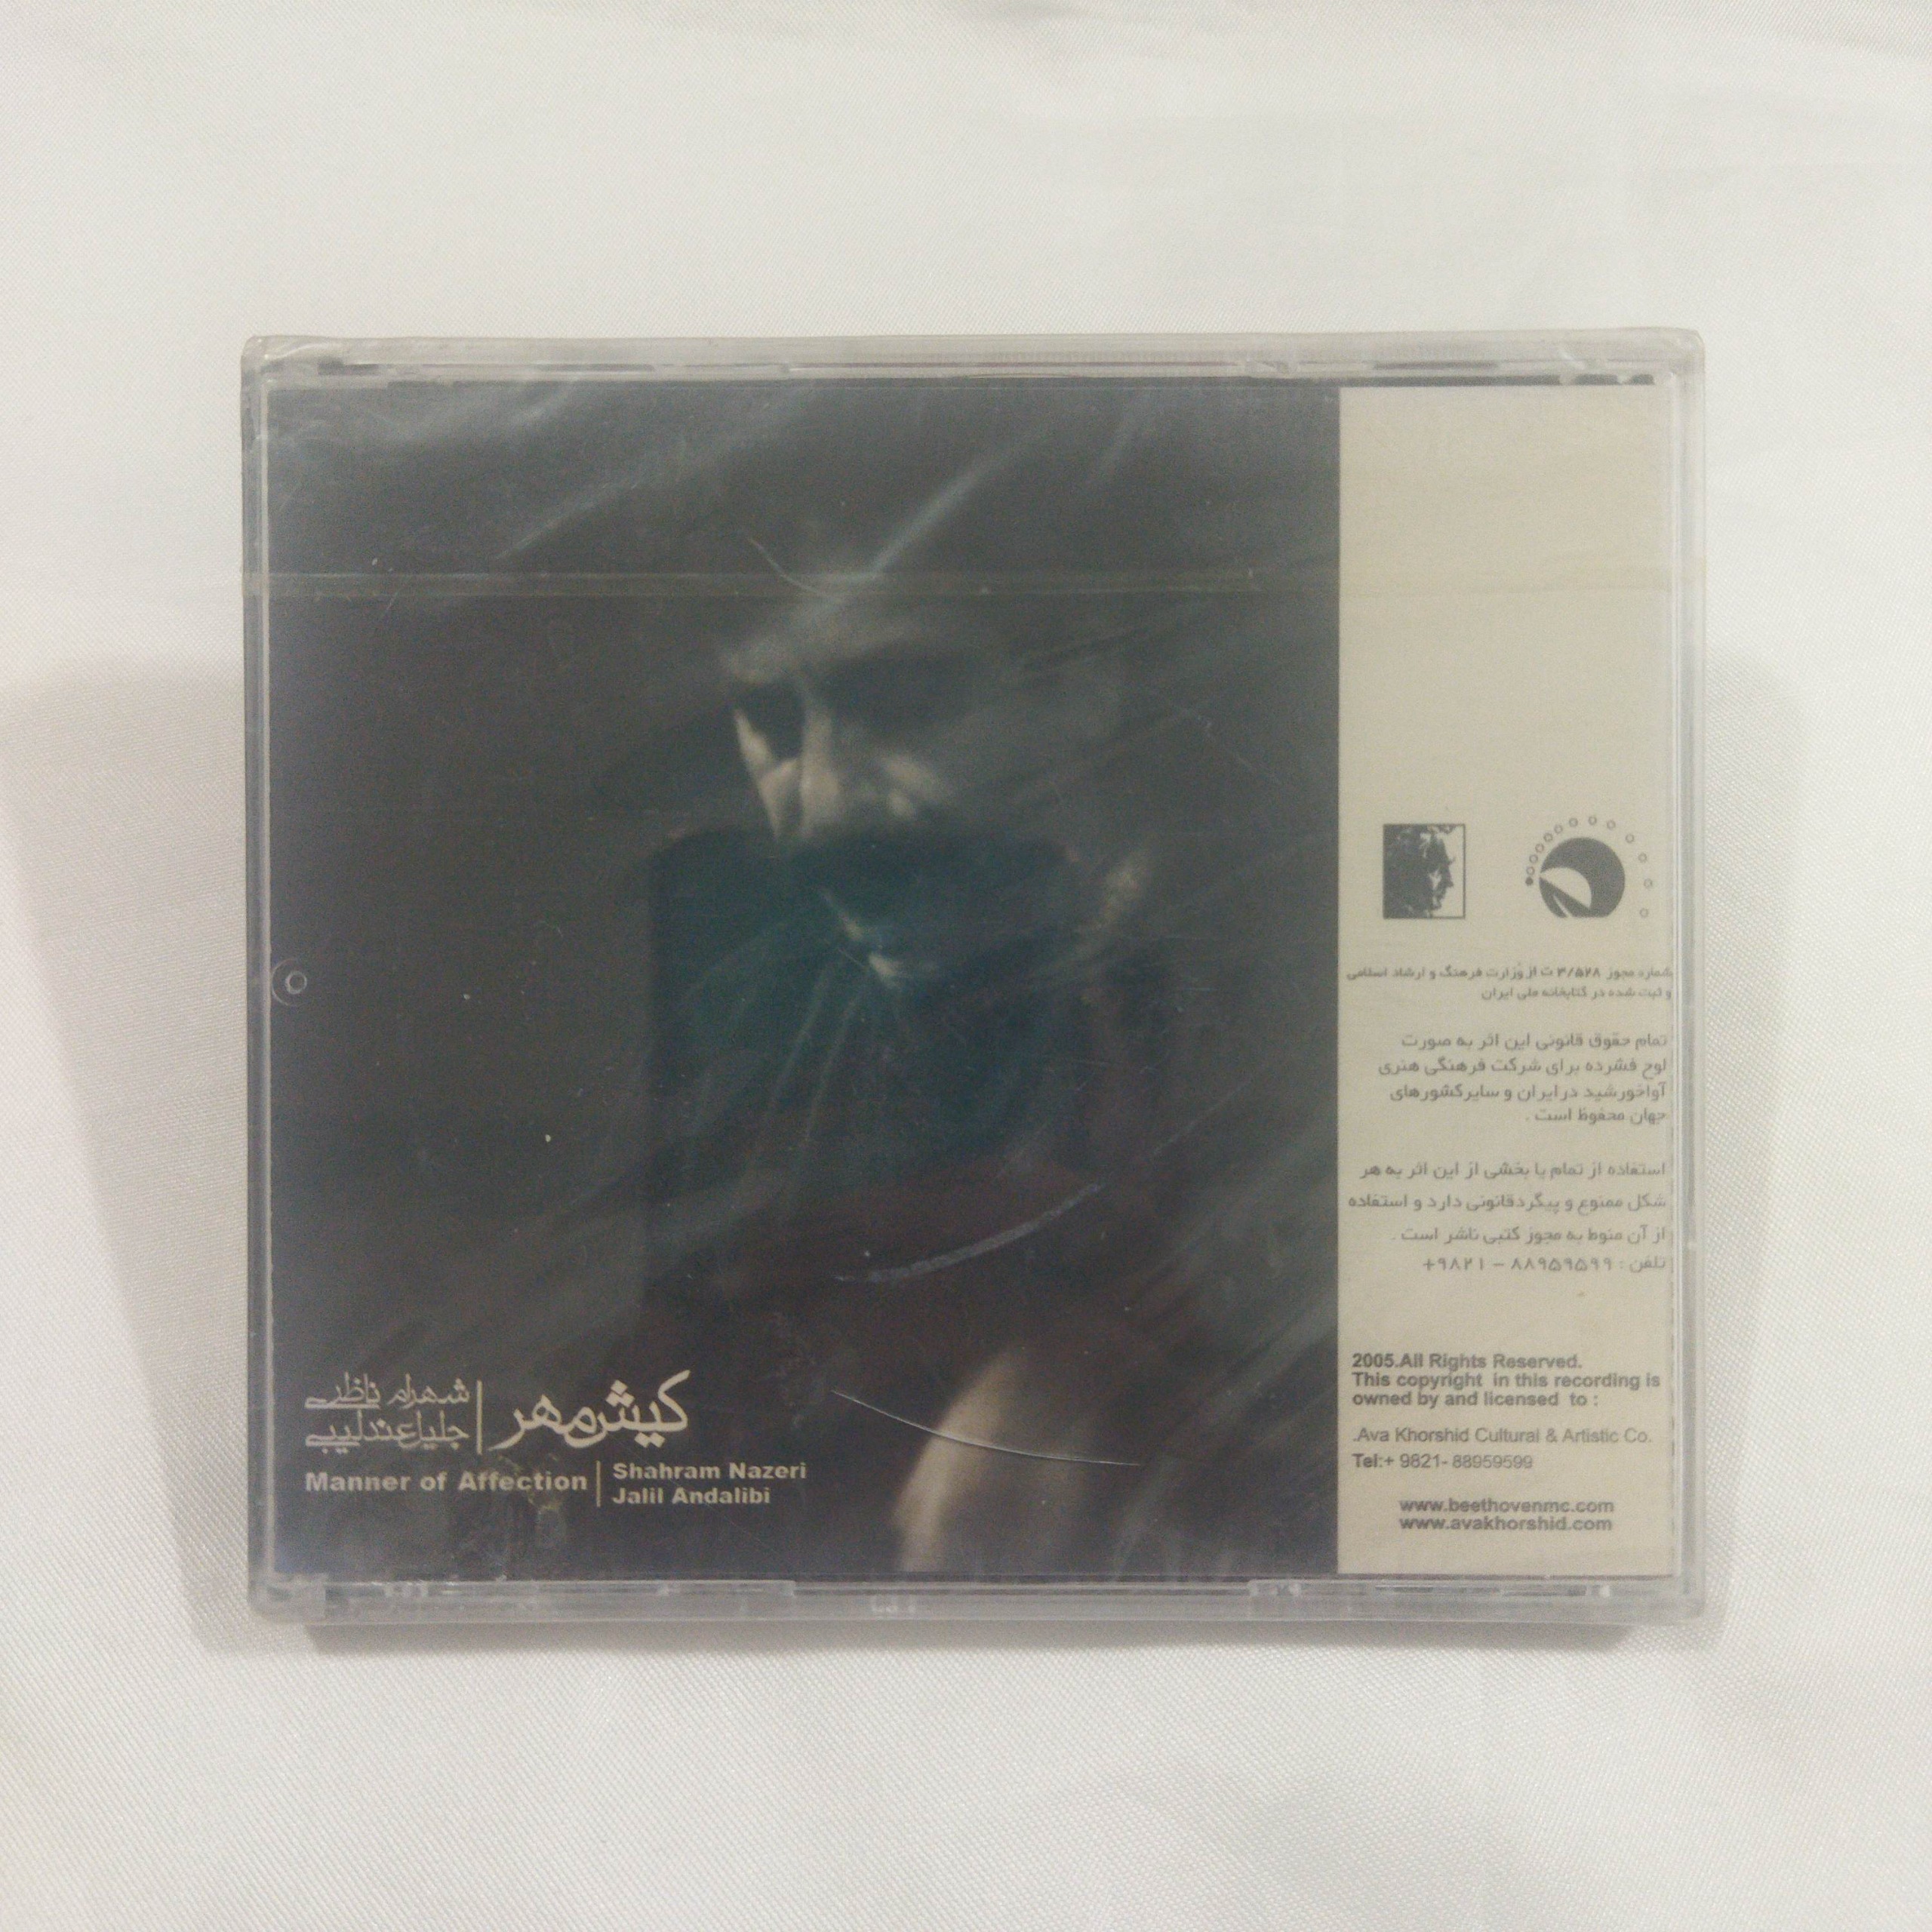 کیش مهر
شهرام ناظری
جلیل عندلیبی
Manner of Affection
Shahram Nazeri
Jalil Andalibi
شماره مجوز ۳/۵۲۸ ت از وزارت فرهنگ و ارشاد اسلامی
و ثبت شده در کتابخانه ملی ایران
تمام حقوق قانونی این اثر به صورت
لوح فشرده برای شرکت فرهنگی هنری
آواخورشید در ایران و سایر کشورهای
جهان محفوظ است .
استفاده از تمام یا بخشی از این اثر به هر
شکل ممنوع و پیگرد قانونی دارد و استفاده
از آن منوط به مجوز کتبی ناشر است .
تلفن : ۸۸۹۵۹۵۹۹ – ۹۸۲۱+
2005.All Rights Reserved.
This copyright in this recording is
owned by and licensed to :
.Ava Khorshid Cultural & Artistic Co.
Tel:+ 9821- 88959599
www.beethovenmc.com
www.avakhorshid.com